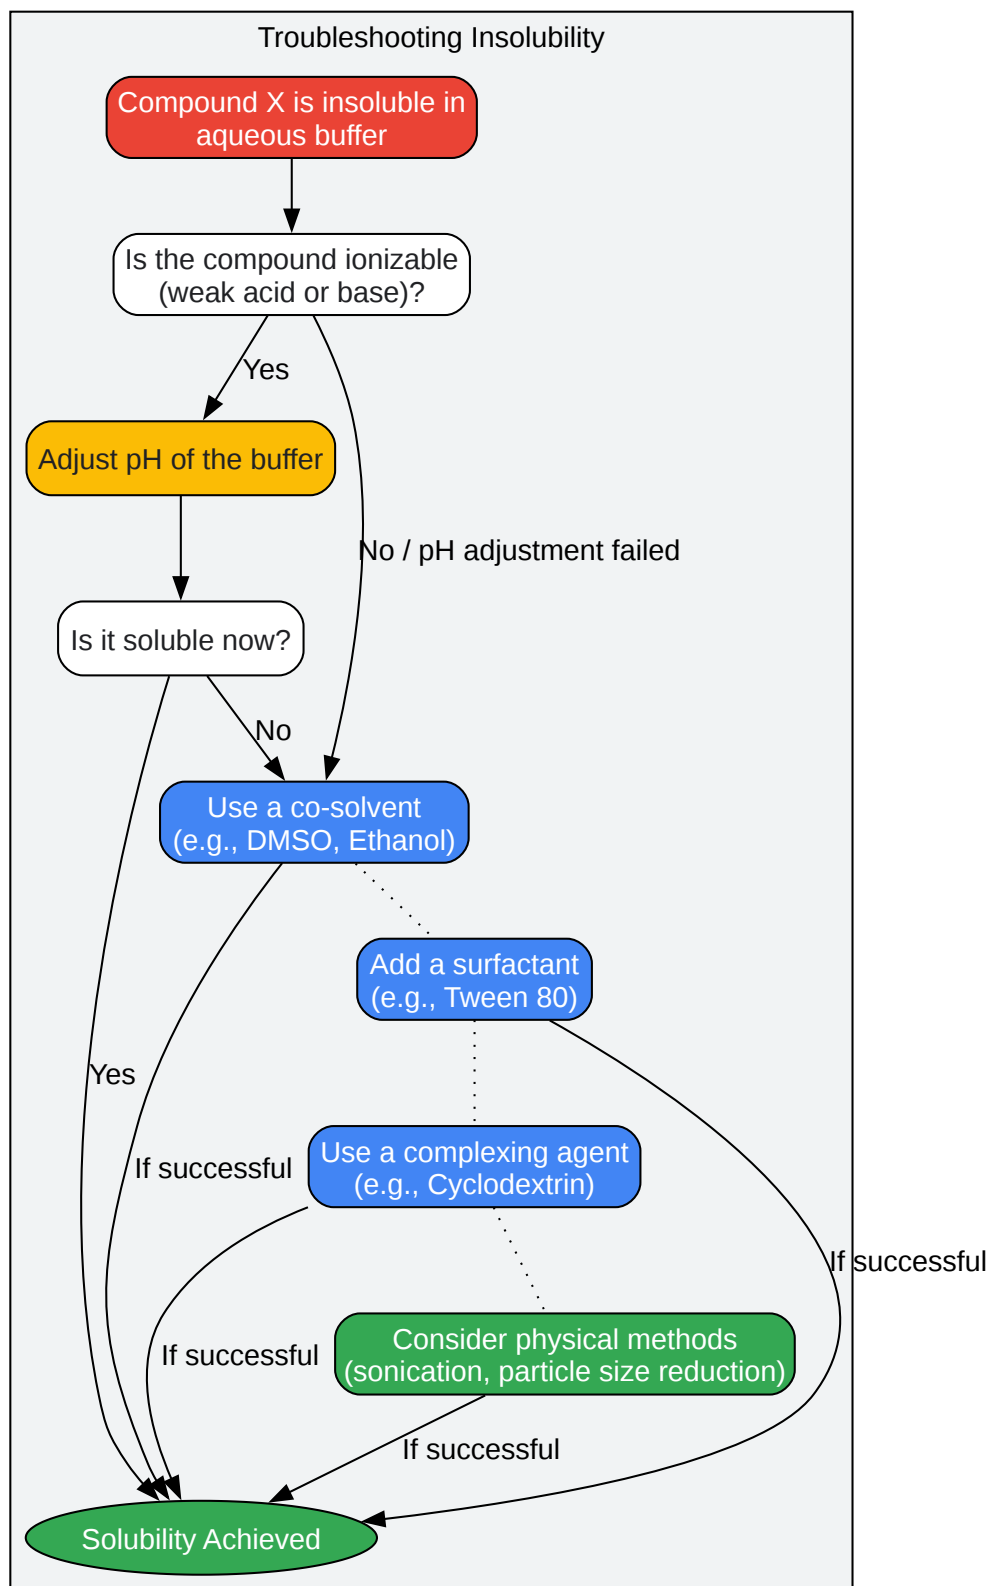 Troubleshooting Insolubility
Compound X is insoluble in
aqueous buffer
Is the compound ionizable
(weak acid or base)?
Yes
Adjust pH of the buffer
No / pH adjustment failed
Is it soluble now?
No
Use a co-solvent
(e.g., DMSO, Ethanol)
Add a surfactant
(e.g., Tween 80)
Yes
Use a complexing agent
(e.g., Cyclodextrin)
If successful
If successful
Consider physical methods
(sonication, particle size reduction)
If successful
If successful
Solubility Achieved